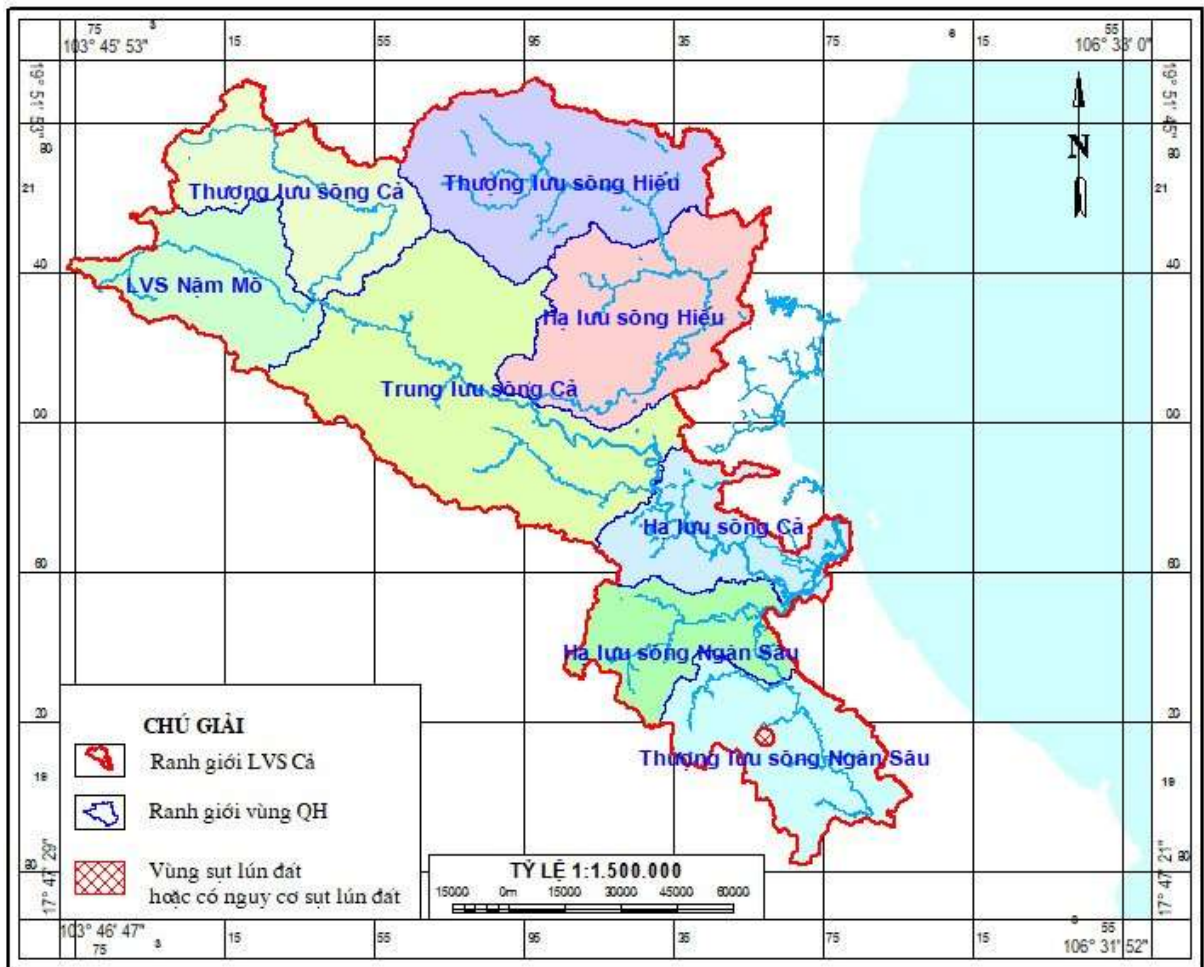 75 15 55 95 35 75 15 55
103° 45' 53" 106° 33' 0"
19° 51' 53"
19° 51' 45"
80
80
21
21
Thượng lưu sông Cả
Thượng lưu sông Hiếu
N
40
40
LVS Nậm Mô
Hạ lưu sông Hiếu
Trung lưu sông Cả
00
00
Hạ lưu sông Cả
60
60
Hạ lưu sông Ngàn Sâu
20
20
Thượng lưu sông Ngàn Sâu
19
19
CHÚ GIẢI
Ranh giới LVS Cả
Ranh giới vùng QH
Vùng sụt lún đất
hoặc có nguy cơ sụt lún đất
TỶ LỆ 1:1.500.000
15000 0m 15000 30000 45000 60000
80
80
17° 47' 29"
17° 47' 21"
103° 46' 47" 15 55 95 35 75 15 55
75 106° 31' 52"